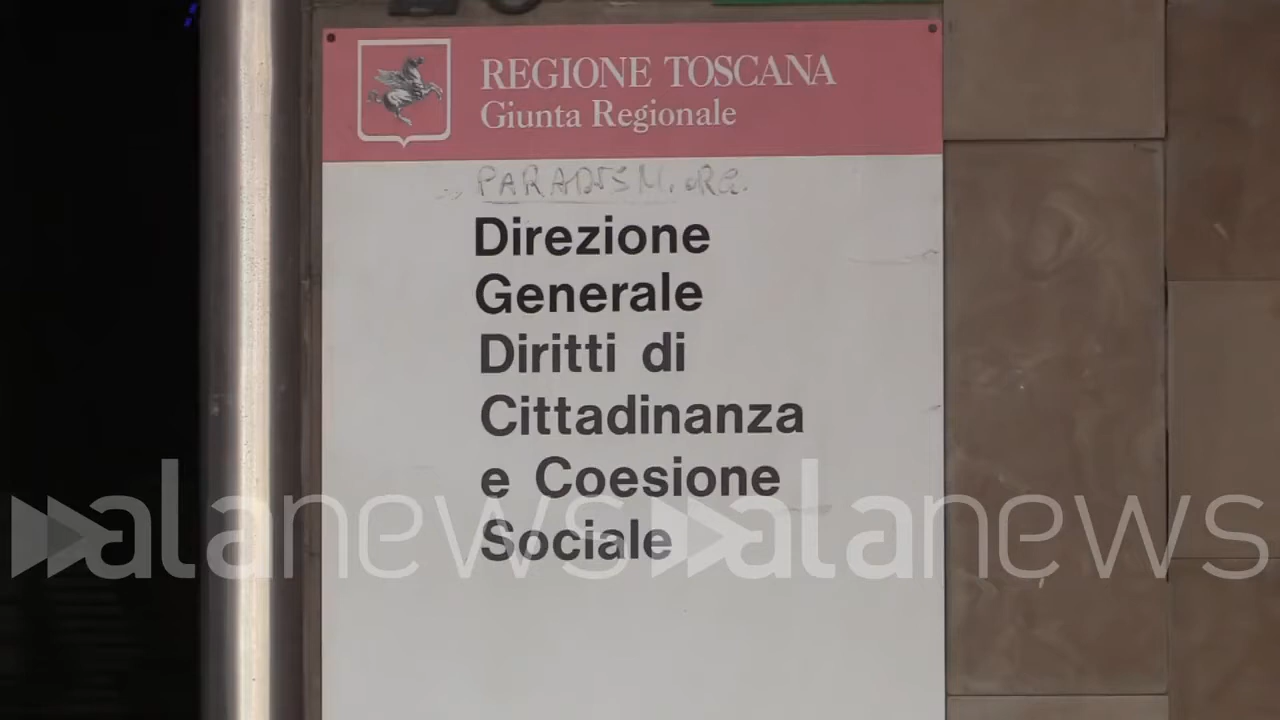 REGIONE TOSCANA
Giunta Regionale
Direzione
Generale
Diritti di
Cittadinanza
e Coesione
Sociale
alanews alanews